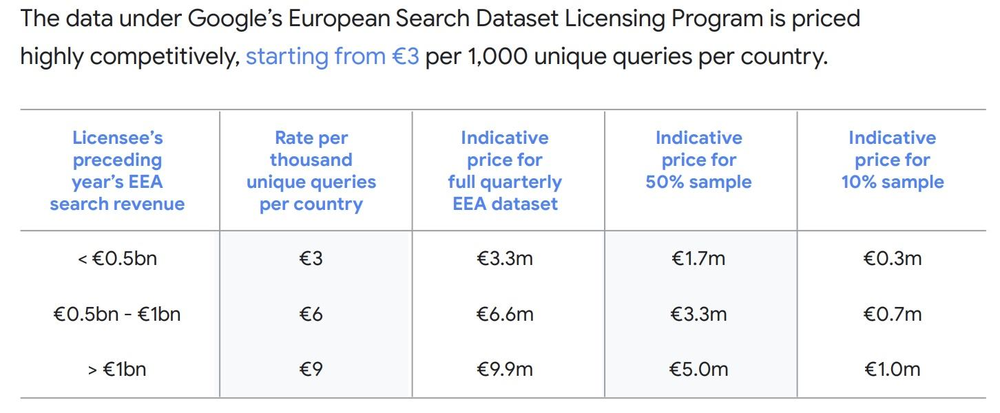 The data under Google’s European Search Dataset Licensing Program is priced
highly competitively, starting from €3 per 1,000 unique queries per country.
Licensee’s
preceding
year’s EEA
search revenue
Rate per
thousand
unique queries
per country
Indicative
price for
full quarterly
EEA dataset
Indicative
price for
50% sample
Indicative
price for
10% sample
< €0.5bn €3 €3.3m €1.7m €0.3m
€0.5bn - €1bn €6 €6.6m €3.3m €0.7m
> €1bn €9 €9.9m €5.0m €1.0m